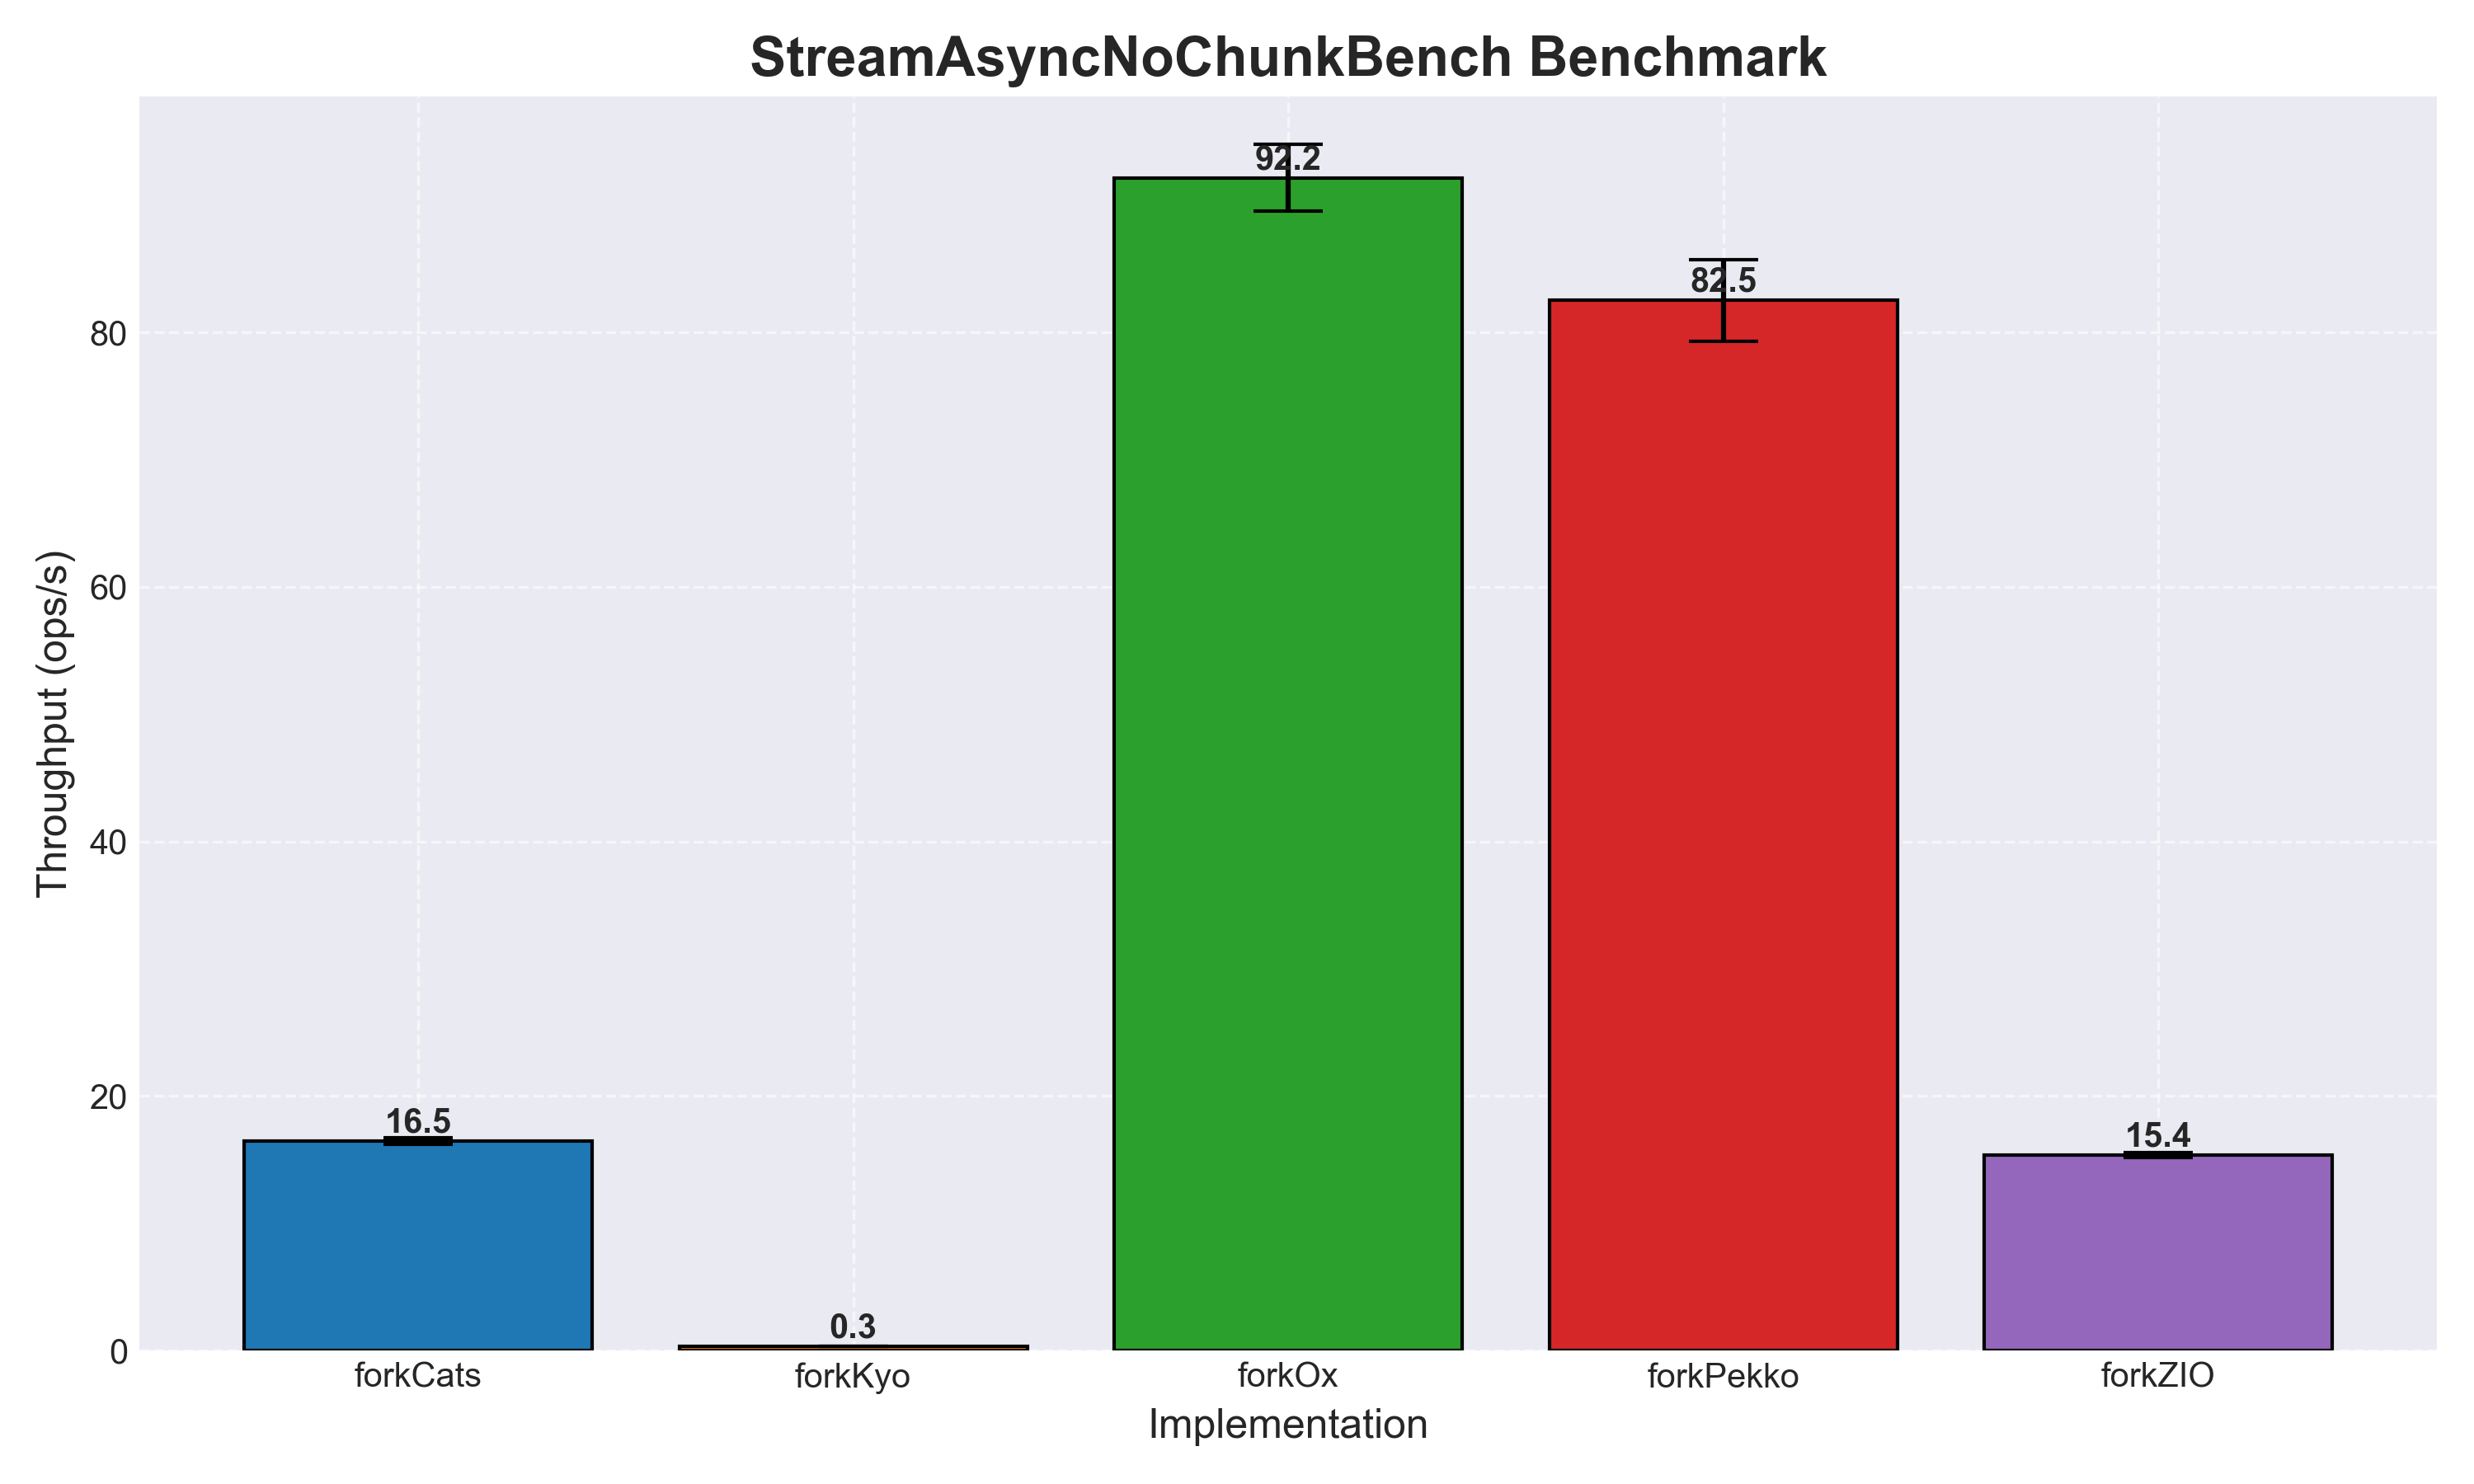 StreamAsyncNoChunkBench Benchmark
Throughput (ops/s)
80
60
40
20
0
16.5
0.3
92.2
82.5
15.4
forkCats
forkKyo
forkOx
forkPekko
forkZIO
Implementation